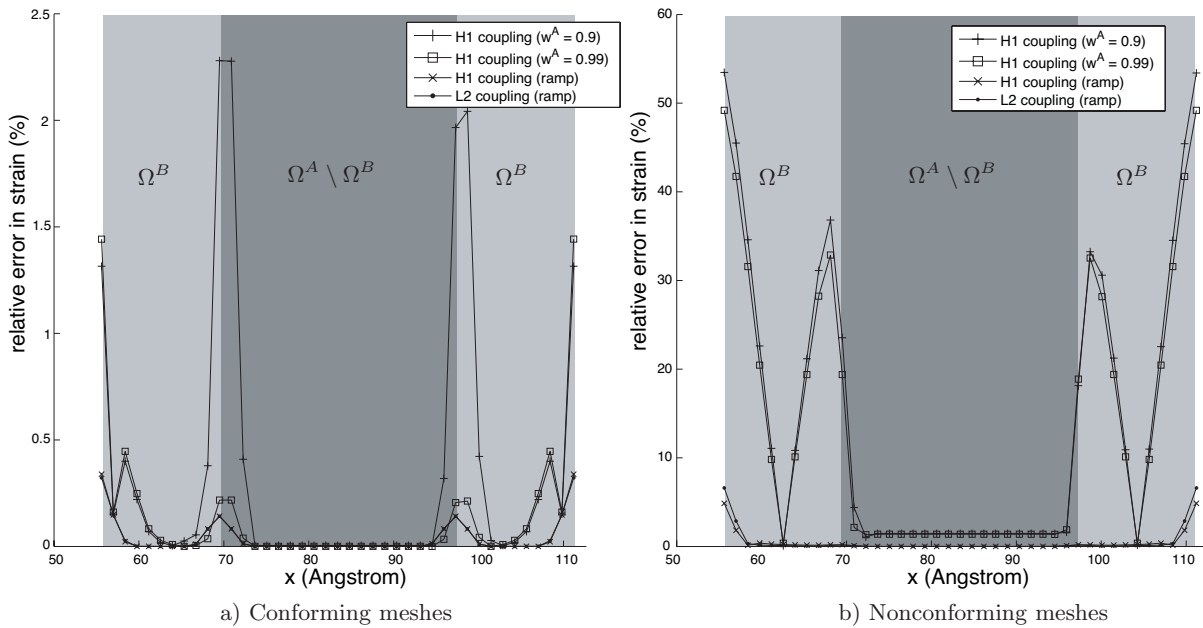 2.5
2
1.5
1
0.5
0
50
60
70
80
90
100
110
relative error in strain (%)
x (Angstrom)
H1 coupling (w^A = 0.9)
H1 coupling (w^A = 0.99)
H1 coupling (ramp)
L2 coupling (ramp)
Ω^B
Ω^A \ Ω^B
Ω^B
a) Conforming meshes
60
50
40
30
20
10
0
50
60
70
80
90
100
110
relative error in strain (%)
x (Angstrom)
H1 coupling (w^A = 0.9)
H1 coupling (w^A = 0.99)
H1 coupling (ramp)
L2 coupling (ramp)
Ω^B
Ω^A \ Ω^B
Ω^B
b) Nonconforming meshes